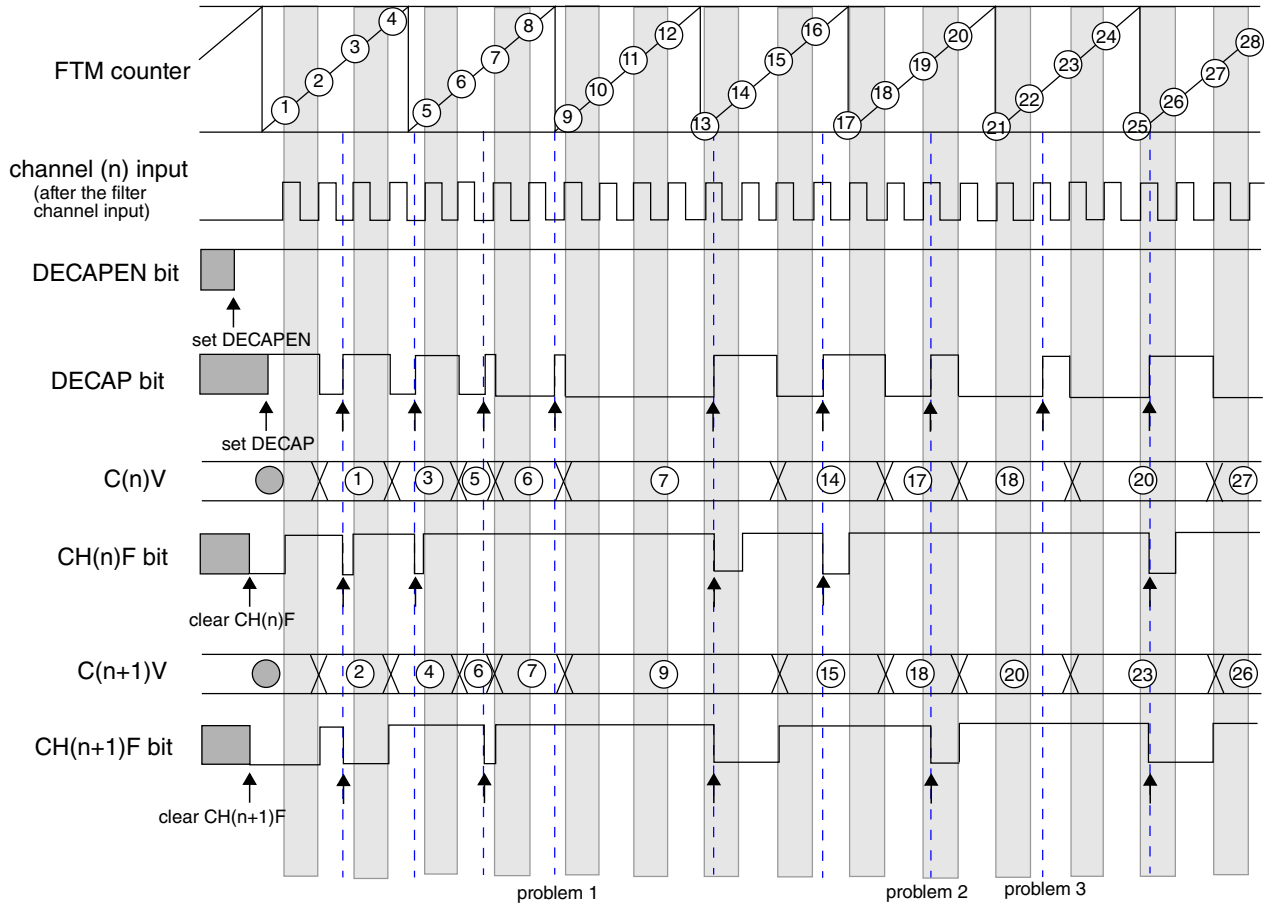 4
8
12
16
20
24
28
3
7
11
15
19
23
27
FTM counter
2
6
10
14
18
22
26
1
5
9
13
17
21
25
channel (n) input
(after the filter
channel input)
DECAPEN bit
set DECAPEN
DECAP bit
set DECAP
C(n)V 1 3 5 6 7 14 17 18 20 27
CH(n)F bit
clear CH(n)F
C(n+1)V 2 4 6 7 9 15 18 20 23 26
CH(n+1)F bit
clear CH(n+1)F
problem 1 problem 2 problem 3